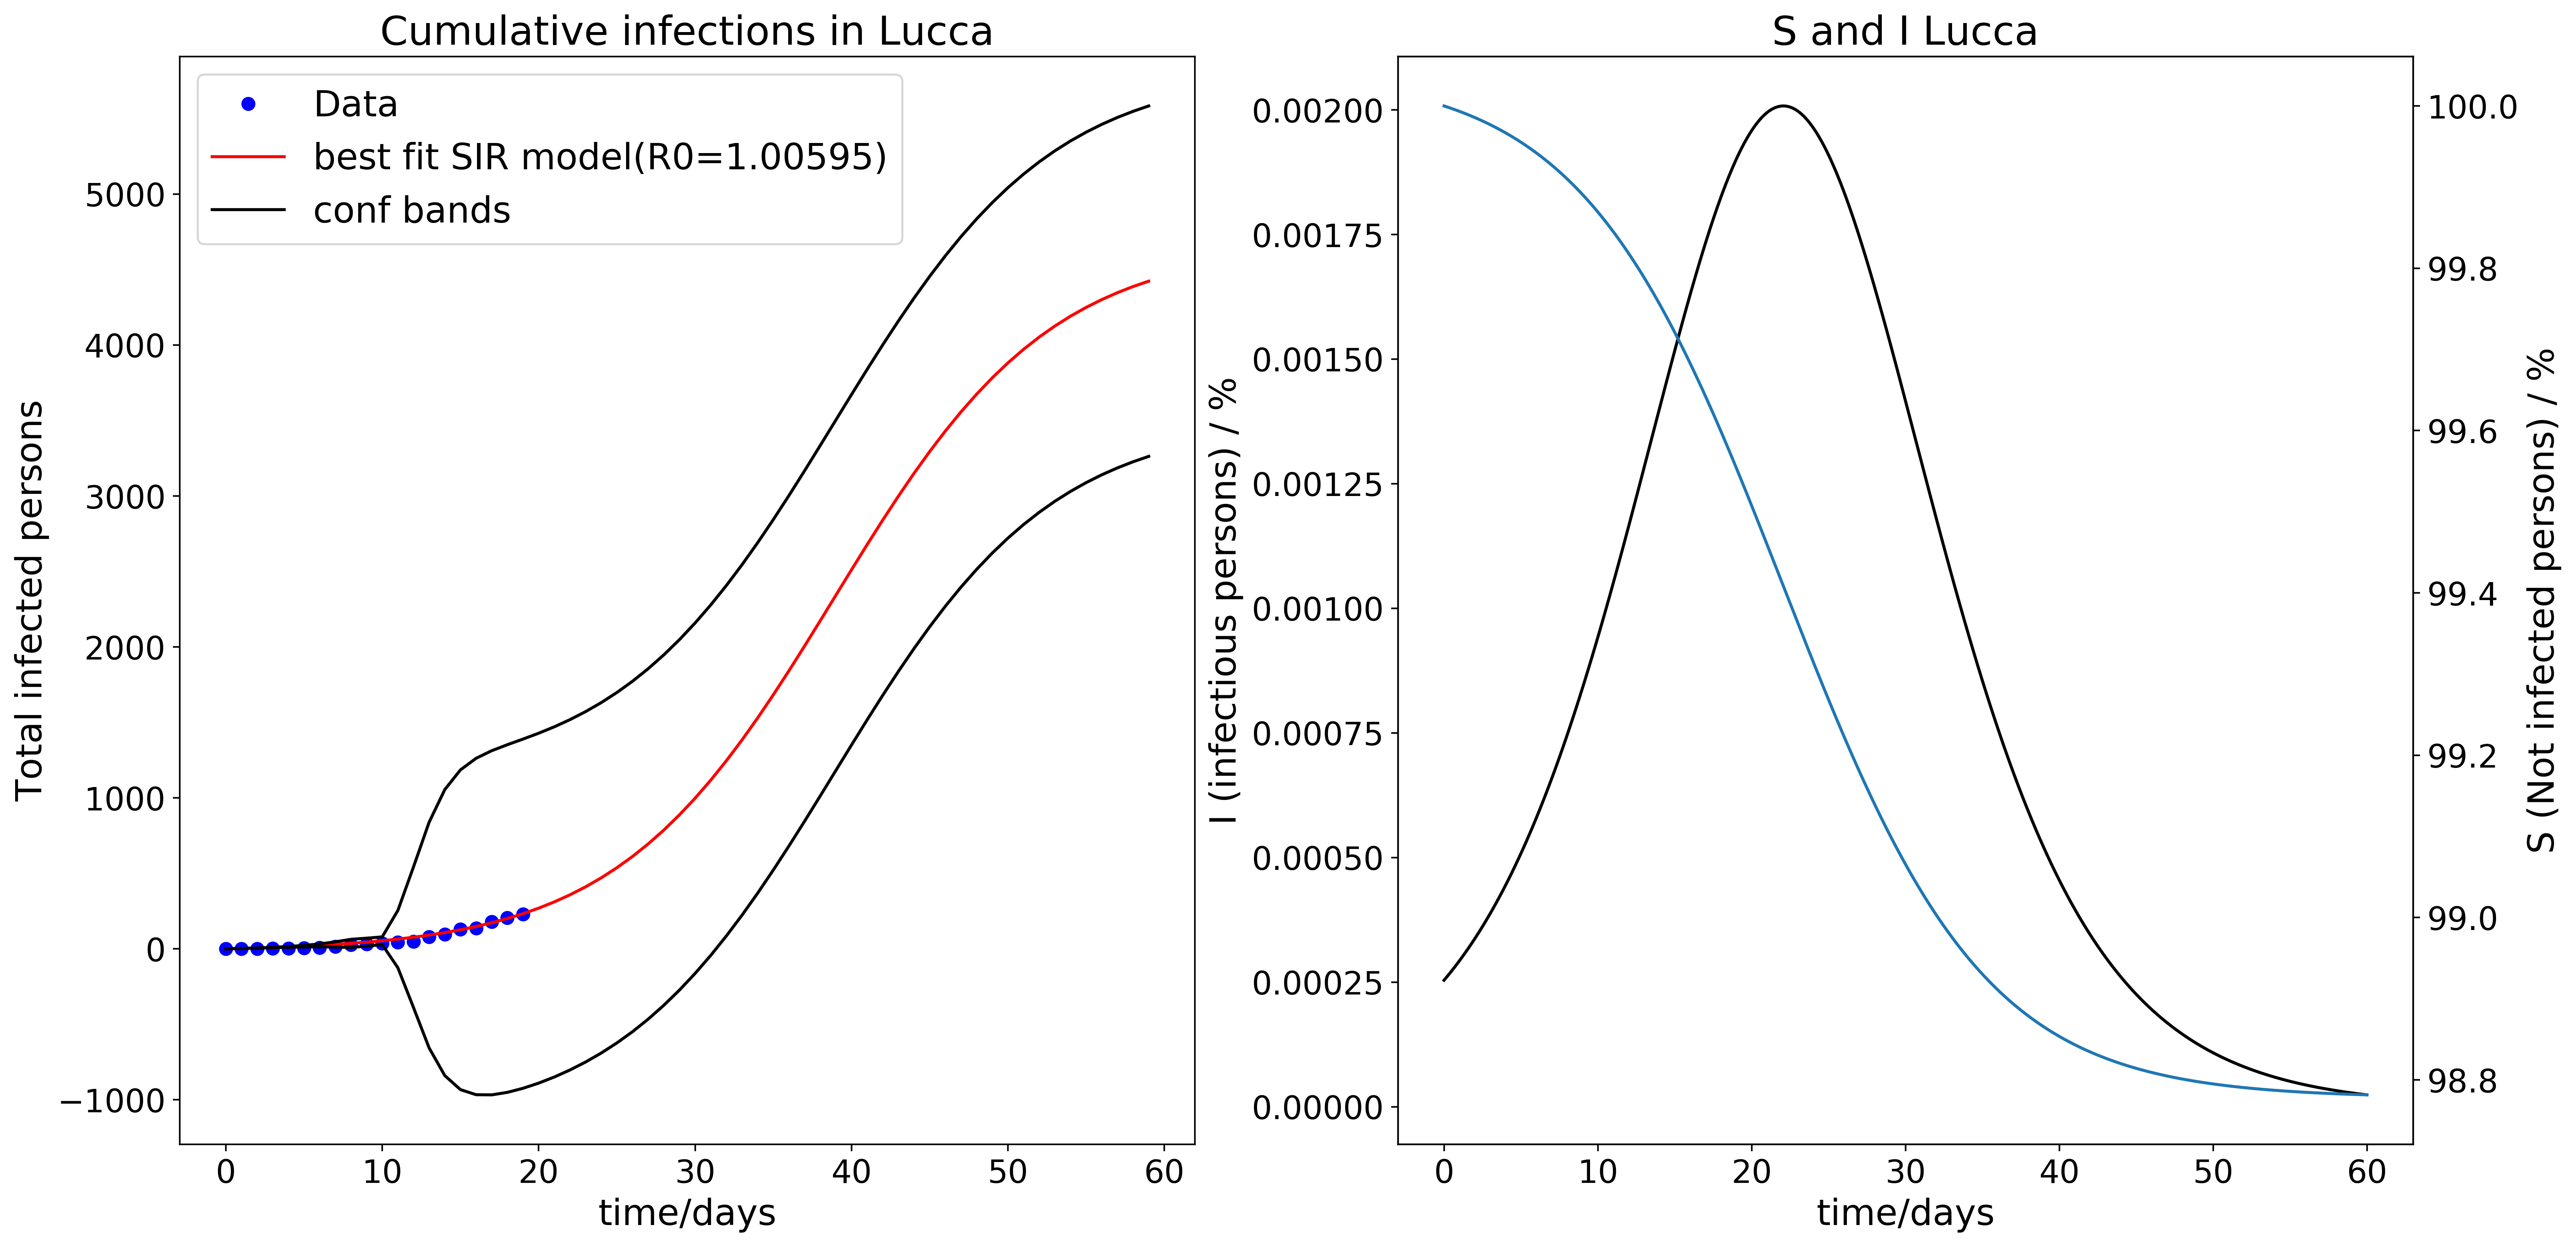 Cumulative infections in Lucca
Data
best fit SIR model(R0=1.00595)
conf bands
Total infected persons
5000
4000
3000
2000
1000
0
−1000
0 10 20 30 40 50 60
time/days
S and I Lucca
I (infectious persons) / %
0.00200
0.00175
0.00150
0.00125
0.00100
0.00075
0.00050
0.00025
0.00000
0 10 20 30 40 50 60
time/days
100.0
99.8
99.6
99.4
99.2
99.0
98.8
S (Not infected persons) / %